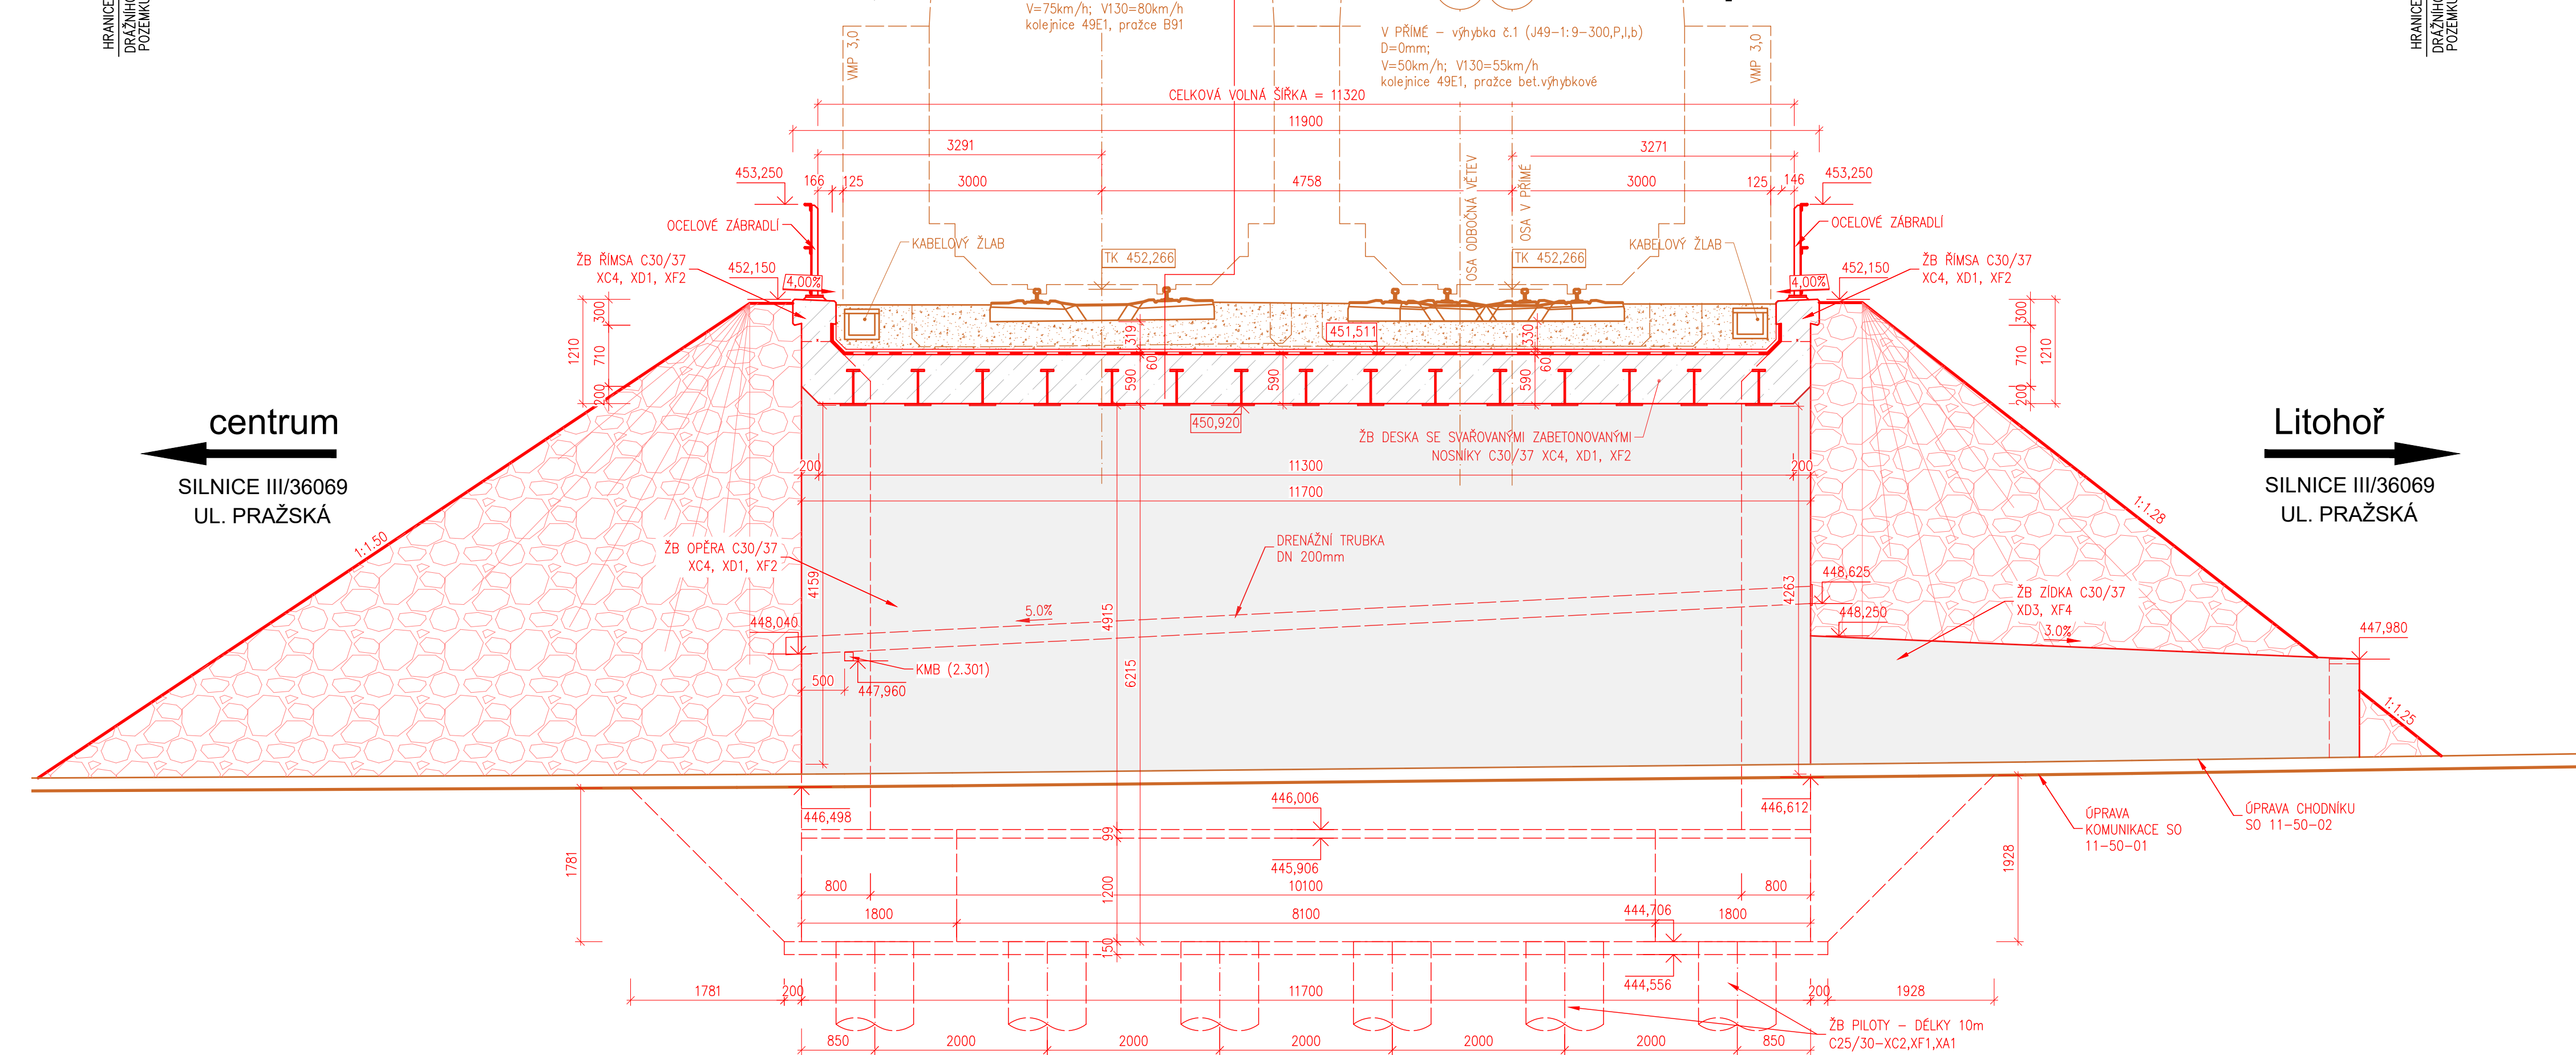 HRANICE
DRÁŽNÍHO
POZEMKU
V=75km/h; V130=80km/h
kolejnice 49E1, pražce B91
VMP 3,0
V PŘÍMÉ – výhybka č.1 (J49–1:9–300,P,l,b)
D=0mm;
V=50km/h; V130=55km/h
kolejnice 49E1, pražce bet.výhybkové
VMP 3,0
HRANICE
DRÁŽNÍHO
POZEMKU
CELKOVÁ VOLNÁ ŠÍŘKA = 11320
11900
3291
3271
453,250
166
125
3000
4758
3000
125
146
453,250
OCELOVÉ ZÁBRADLÍ
OCELOVÉ ZÁBRADLÍ
OSA ODBOČNÁ VĚTEV
OSA V PŘÍMÉ
KABELOVÝ ŽLAB
KABELOVÝ ŽLAB
TK 452,266
TK 452,266
ŽB ŘÍMSA C30/37
XC4, XD1, XF2
452,150
4,00%
4,00%
452,150
ŽB ŘÍMSA C30/37
XC4, XD1, XF2
1210
300
710
200
319
60
590
590
451,511
330
60
590
300
710
200
1210
450,920
ŽB DESKA SE SVAŘOVANÝMI ZABETONOVANÝMI
NOSNÍKY C30/37 XC4, XD1, XF2
centrum
SILNICE III/36069
UL. PRAŽSKÁ
Litohoř
SILNICE III/36069
UL. PRAŽSKÁ
200
11300
200
11700
1:1.50
1:1.28
ŽB OPĚRA C30/37
XC4, XD1, XF2
DRENÁŽNÍ TRUBKA
DN 200mm
4159
4915
6215
4263
5.0%
448,625
448,250
ŽB ZÍDKA C30/37
XD3, XF4
3.0%
447,980
448,040
KMB (2.301)
500
447,960
1:1.25
446,498
446,006
446,612
99
445,906
ÚPRAVA
KOMUNIKACE SO
11–50–01
ÚPRAVA CHODNÍKU
SO 11–50–02
1781
1928
800
1200
10100
800
1800
8100
444,706
1800
150
444,556
1781
200
11700
200
1928
850
2000
2000
2000
2000
2000
850
ŽB PILOTY – DÉLKY 10m
C25/30–XC2,XF1,XA1